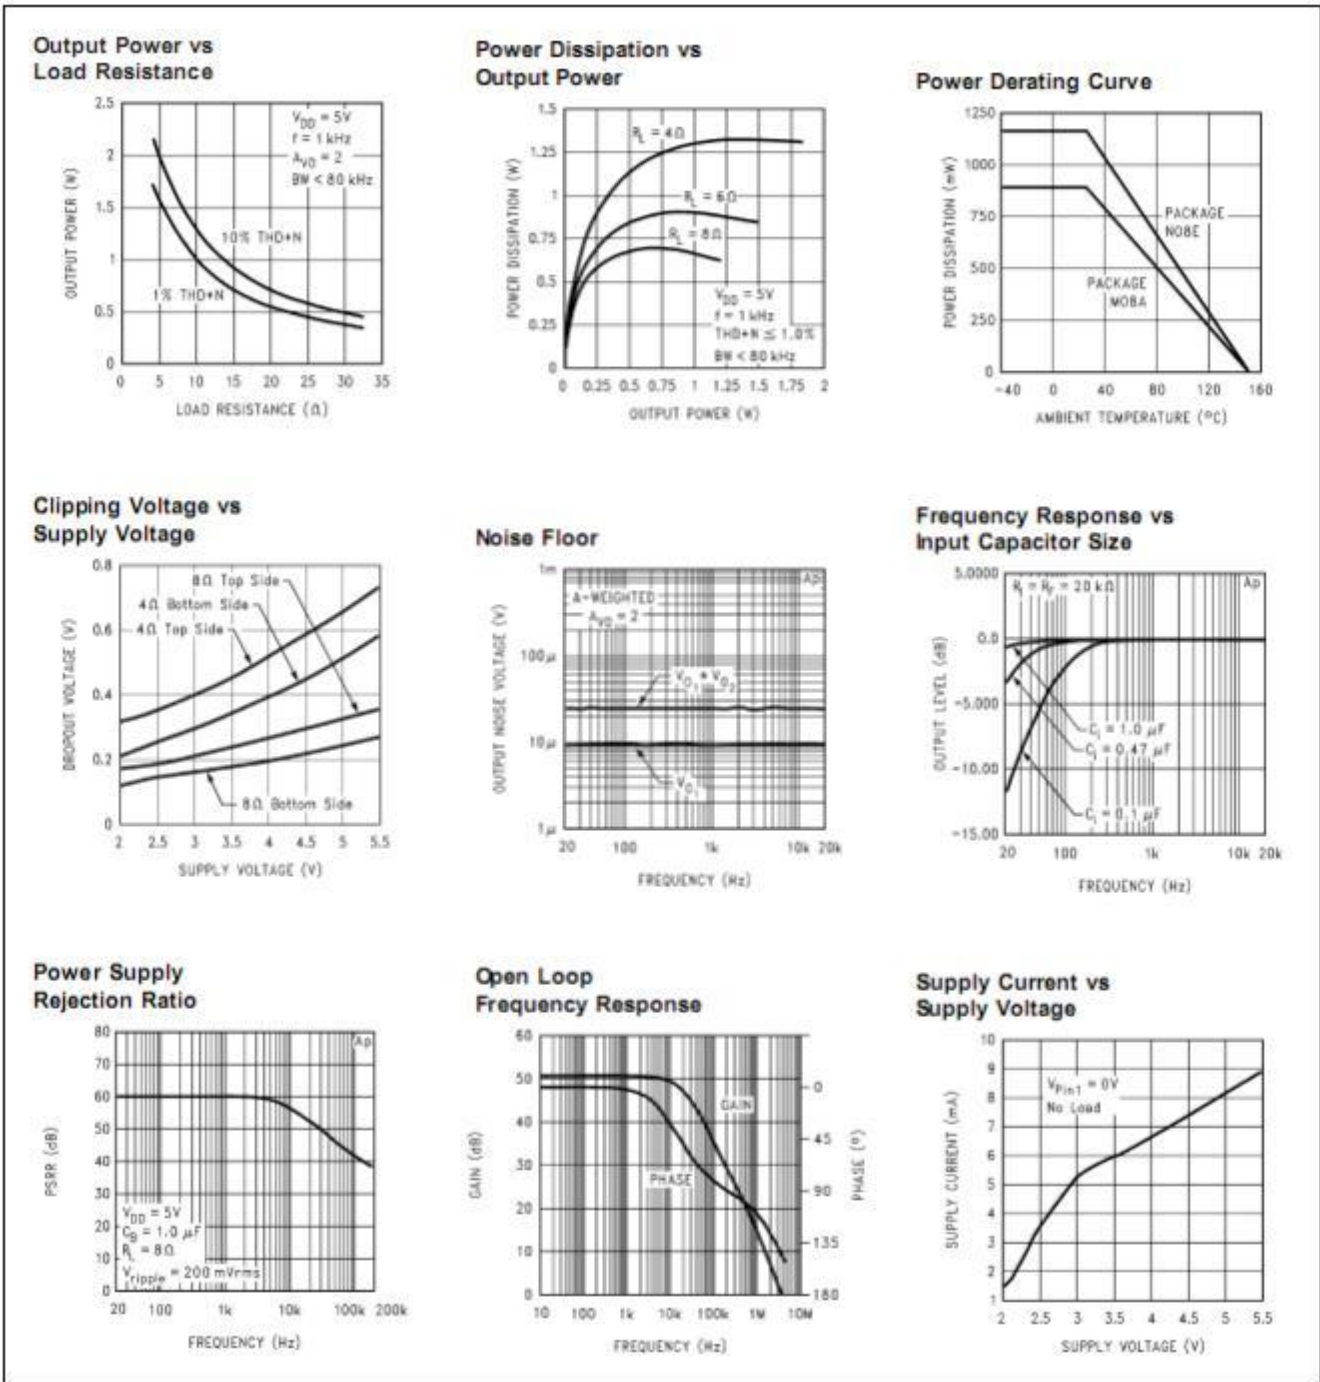 Output Power vs
Load Resistance
2.5
2
1.5
1
0.5
0
OUTPUT POWER (W)
V_DD = 5V
f = 1 kHz
A_VD = 2
BW < 80 kHz
10% THD+N
1% THD+N
0 5 10 15 20 25 30 35
LOAD RESISTANCE (Ω)
Power Dissipation vs
Output Power
1.5
1.25
1
0.75
0.5
0.25
0
POWER DISSIPATION (W)
R_L = 4Ω
R_L = 6Ω
R_L = 8Ω
V_DD = 5V
f = 1 kHz
THD+N ≤ 1.0%
BW < 80 kHz
0 0.25 0.5 0.75 1 1.25 1.5 1.75 2
OUTPUT POWER (W)
Power Derating Curve
1250
1000
750
500
250
0
POWER DISSIPATION (mW)
PACKAGE
N08E
PACKAGE
M08A
-40 0 40 80 120 160
AMBIENT TEMPERATURE (°C)
Clipping Voltage vs
Supply Voltage
0.8
0.6
0.4
0.2
0
DROPOUT VOLTAGE (V)
8Ω Top Side
4Ω Bottom Side
4Ω Top Side
8Ω Bottom Side
2 2.5 3 3.5 4 4.5 5 5.5
SUPPLY VOLTAGE (V)
Noise Floor
1m
100µ
10µ
1µ
OUTPUT NOISE VOLTAGE (V)
Ap
A-WEIGHTED
A_VD = 2
V_O1 + V_O2
V_O1
20 100 1k 10k 20k
FREQUENCY (Hz)
Frequency Response vs
Input Capacitor Size
5.0000
0.0
-5.000
-10.00
-15.00
OUTPUT LEVEL (dB)
R_i = R_F = 20 kΩ
Ap
C_i = 1.0 µF
C_i = 0.47 µF
C_i = 0.1 µF
20 100 1k 10k 20k
FREQUENCY (Hz)
Power Supply
Rejection Ratio
80
70
60
50
40
30
20
10
0
PSRR (dB)
Ap
V_DD = 5V
C_B = 1.0 µF
R_L = 8Ω
V_ripple = 200 mVrms
20 100 1k 10k 100k 200k
FREQUENCY (Hz)
Open Loop
Frequency Response
60
50
40
30
20
10
0
GAIN (dB)
GAIN
PHASE
0
45
90
135
180
PHASE (°)
10 100 1k 10k 100k 1M 10M
FREQUENCY (Hz)
Supply Current vs
Supply Voltage
10
9
8
7
6
5
4
3
2
1
SUPPLY CURRENT (mA)
V_Pin1 = 0V
No Load
2 2.5 3 3.5 4 4.5 5 5.5
SUPPLY VOLTAGE (V)